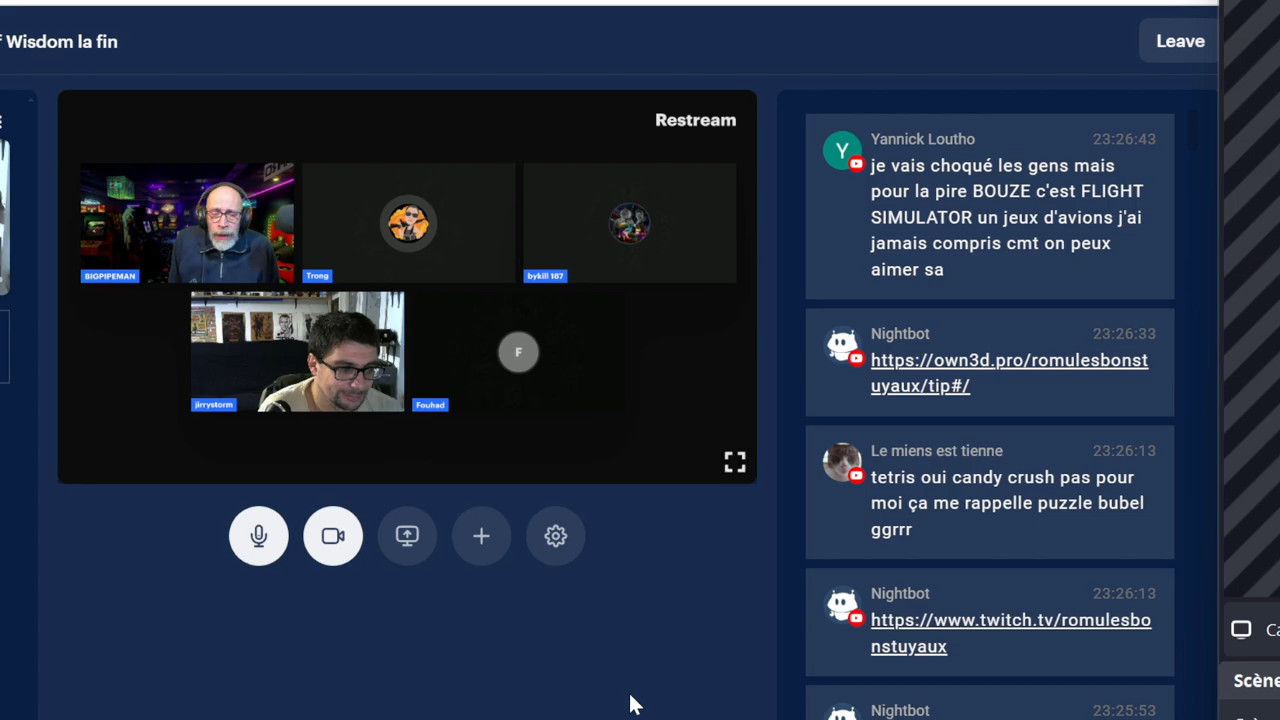 f Wisdom la fin
Leave
Restream
BIGPIPEMAN
Trong
bykill 187
jirrystorm
F
Fouhad
Y
Yannick Loutho 23:26:43
je vais choqué les gens mais
pour la pire BOUZE c'est FLIGHT
SIMULATOR un jeux d'avions j'ai
jamais compris cmt on peux
aimer sa
Nightbot 23:26:33
https://own3d.pro/romulesbonst
uyaux/tip#/
Le miens est tienne 23:26:13
tetris oui candy crush pas pour
moi ça me rappelle puzzle bubel
ggrrr
Nightbot 23:26:13
https://www.twitch.tv/romulesbo
nstuyaux
Nightbot 23:25:53
Ca
Scène